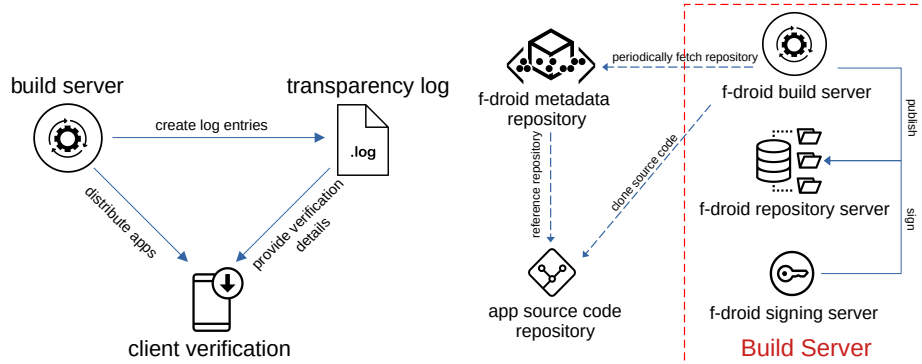 build server
transparency log
create log entries
.log
distribute apps
provide verification
details
client verification
periodically fetch repository
f-droid build server
f-droid metadata
repository
publish
reference repository
clone source code
f-droid repository server
sign
app source code
repository
f-droid signing server
Build Server